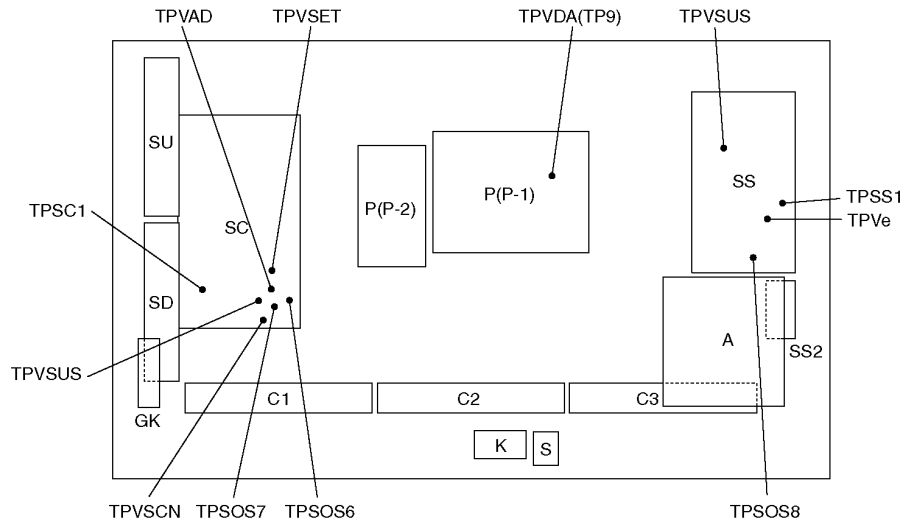 TPVAD
TPVSET
TPVDA(TP9)
TPVSUS
SU
SS
P(P-2)
P(P-1)
TPSS1
TPSC1
SC
TPVe
SD
A
SS2
TPVSUS
C1
C2
C3
GK
K
S
TPVSCN
TPSOS7
TPSOS6
TPSOS8